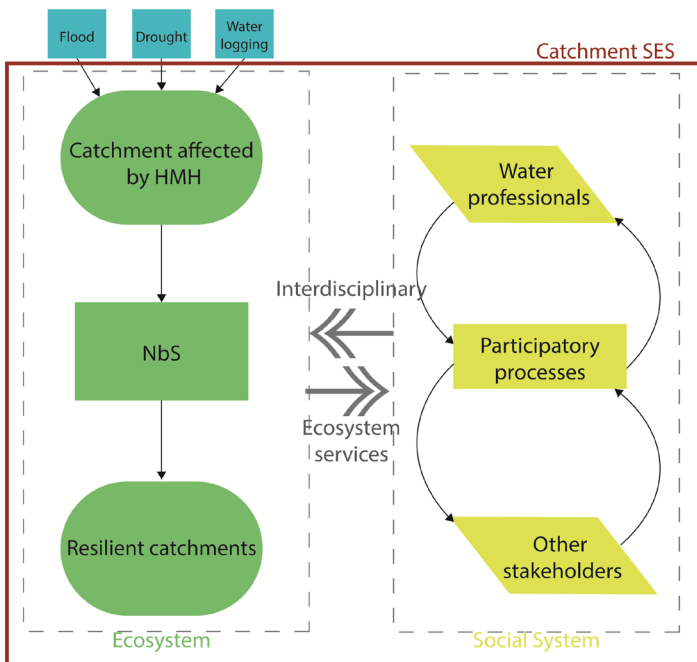 Flood
Drought
Water
logging
Catchment SES
Catchment affected
by HMH
Water
professionals
Interdisciplinary
NbS
Participatory
processes
Ecosystem
services
Resilient catchments
Other
stakeholders
Ecosystem
Social System